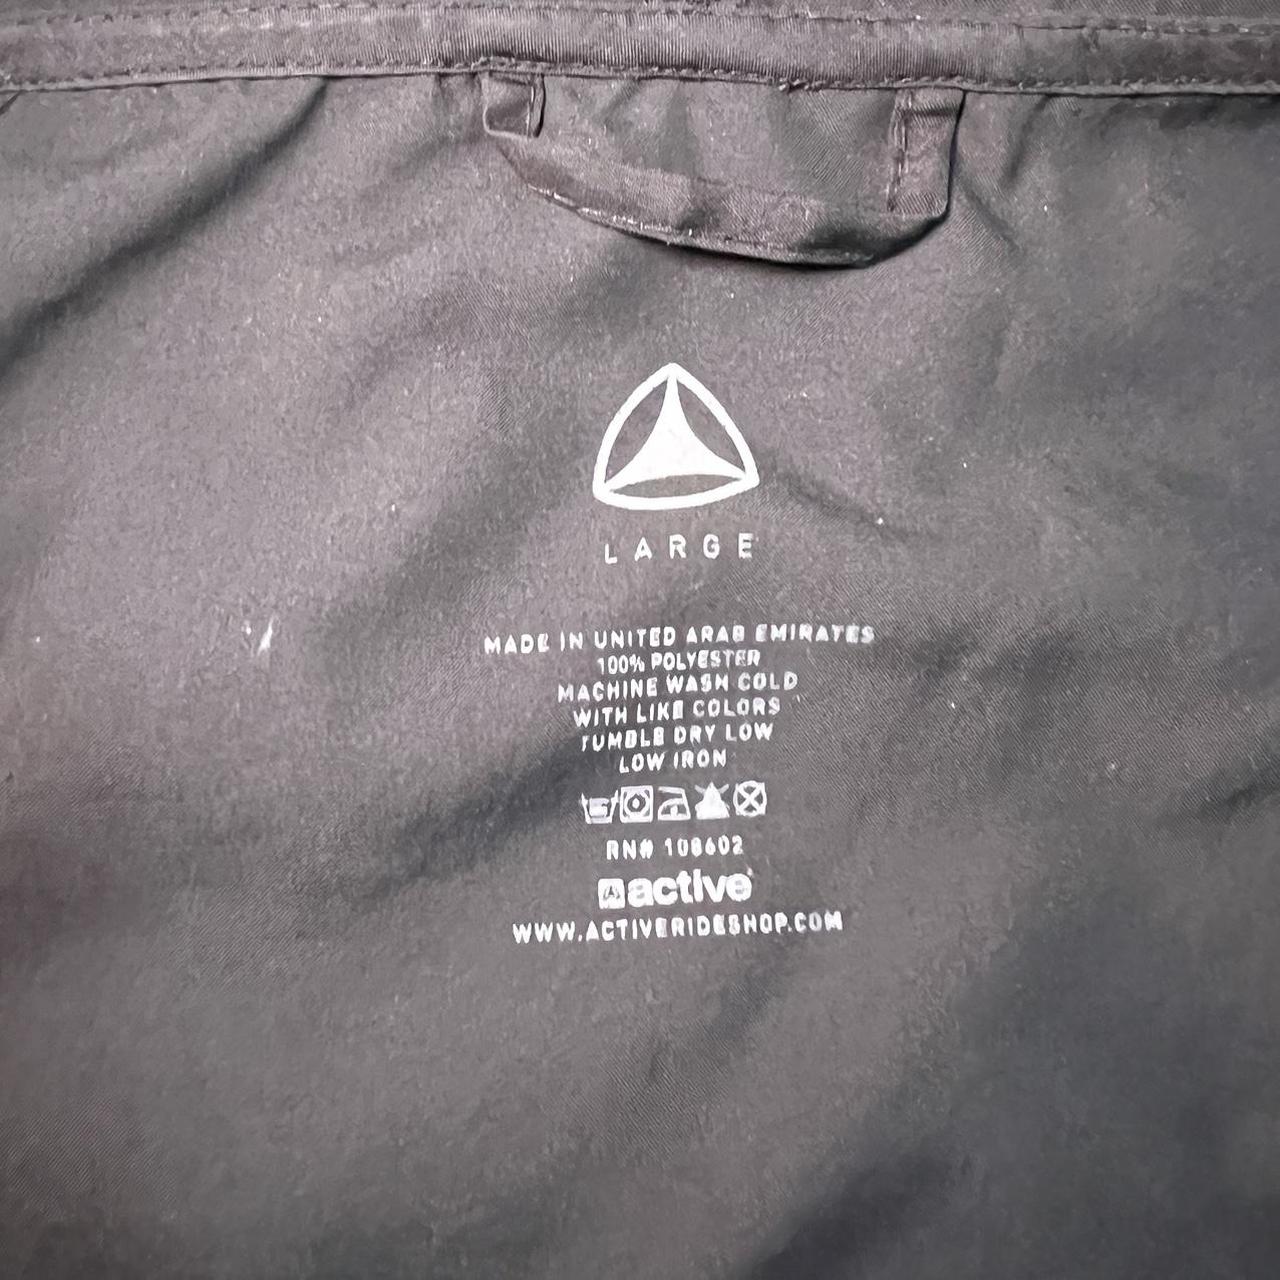 LARGE
MADE IN UNITED ARAB EMIRATES
100% POLYESTER
MACHINE WASH COLD
WITH LIKE COLORS
TUMBLE DRY LOW
LOW IRON
RN# 108602
active
WWW.ACTIVERIDESHOP.COM